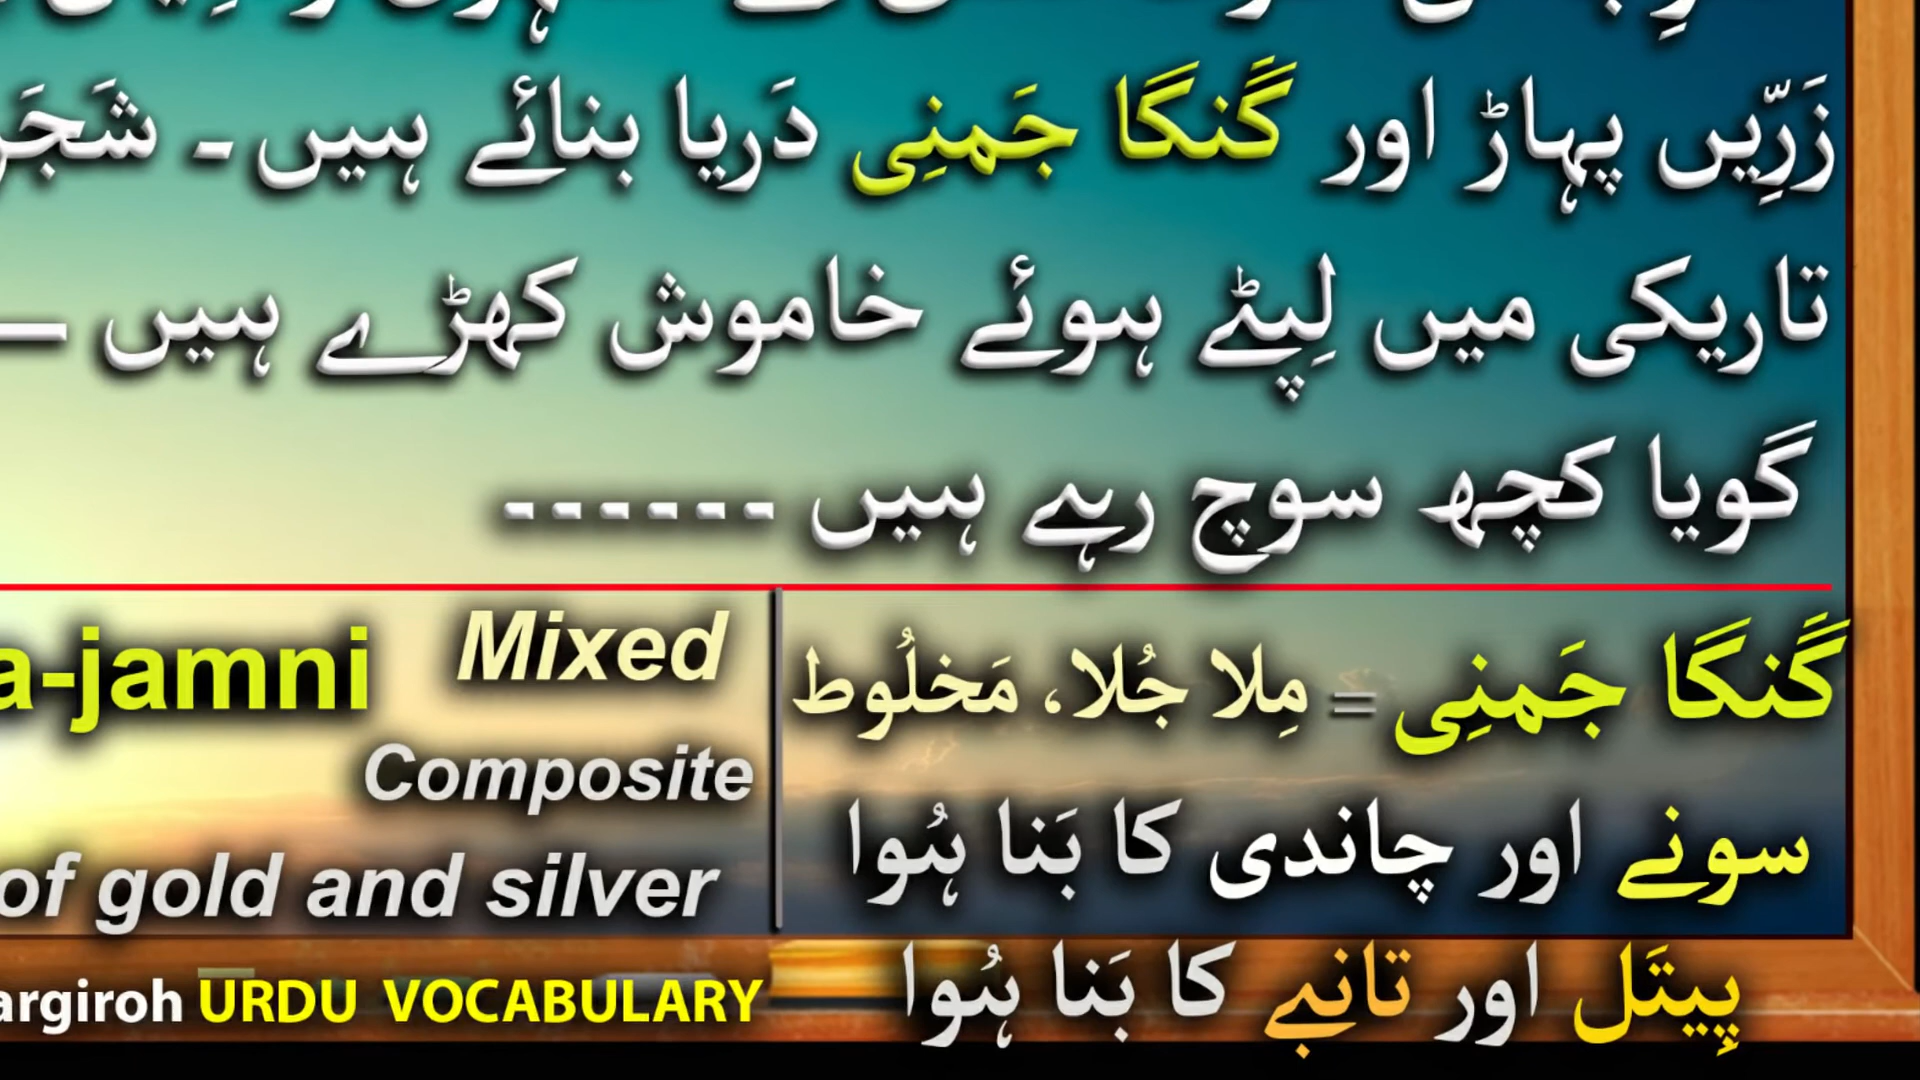 زَرِّیں پہاڑ اور گَنگا جَمنِی دَریا بنائے ہیں۔
تاریکی میں لِپٹے ہوئے خاموش کھڑے ہیں —
گویا کچھ سوچ رہے ہیں ------
گَنگا جَمنِی = مِلا جُلا، مَخلُوط
سونے اور چاندی کا بَنا ہُوا
پِیتَل اور تانبے کا بَنا ہُوا
a-jamni Mixed
Composite
of gold and silver
argiroh URDU VOCABULARY